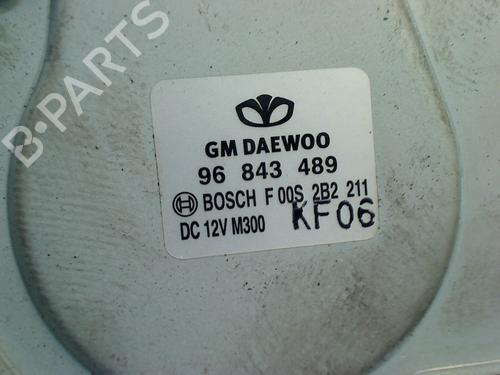 B-PARTS
GM DAEWOO
96 843 489
BOSCH F 00S 2B2 211
DC 12V M300 KF06